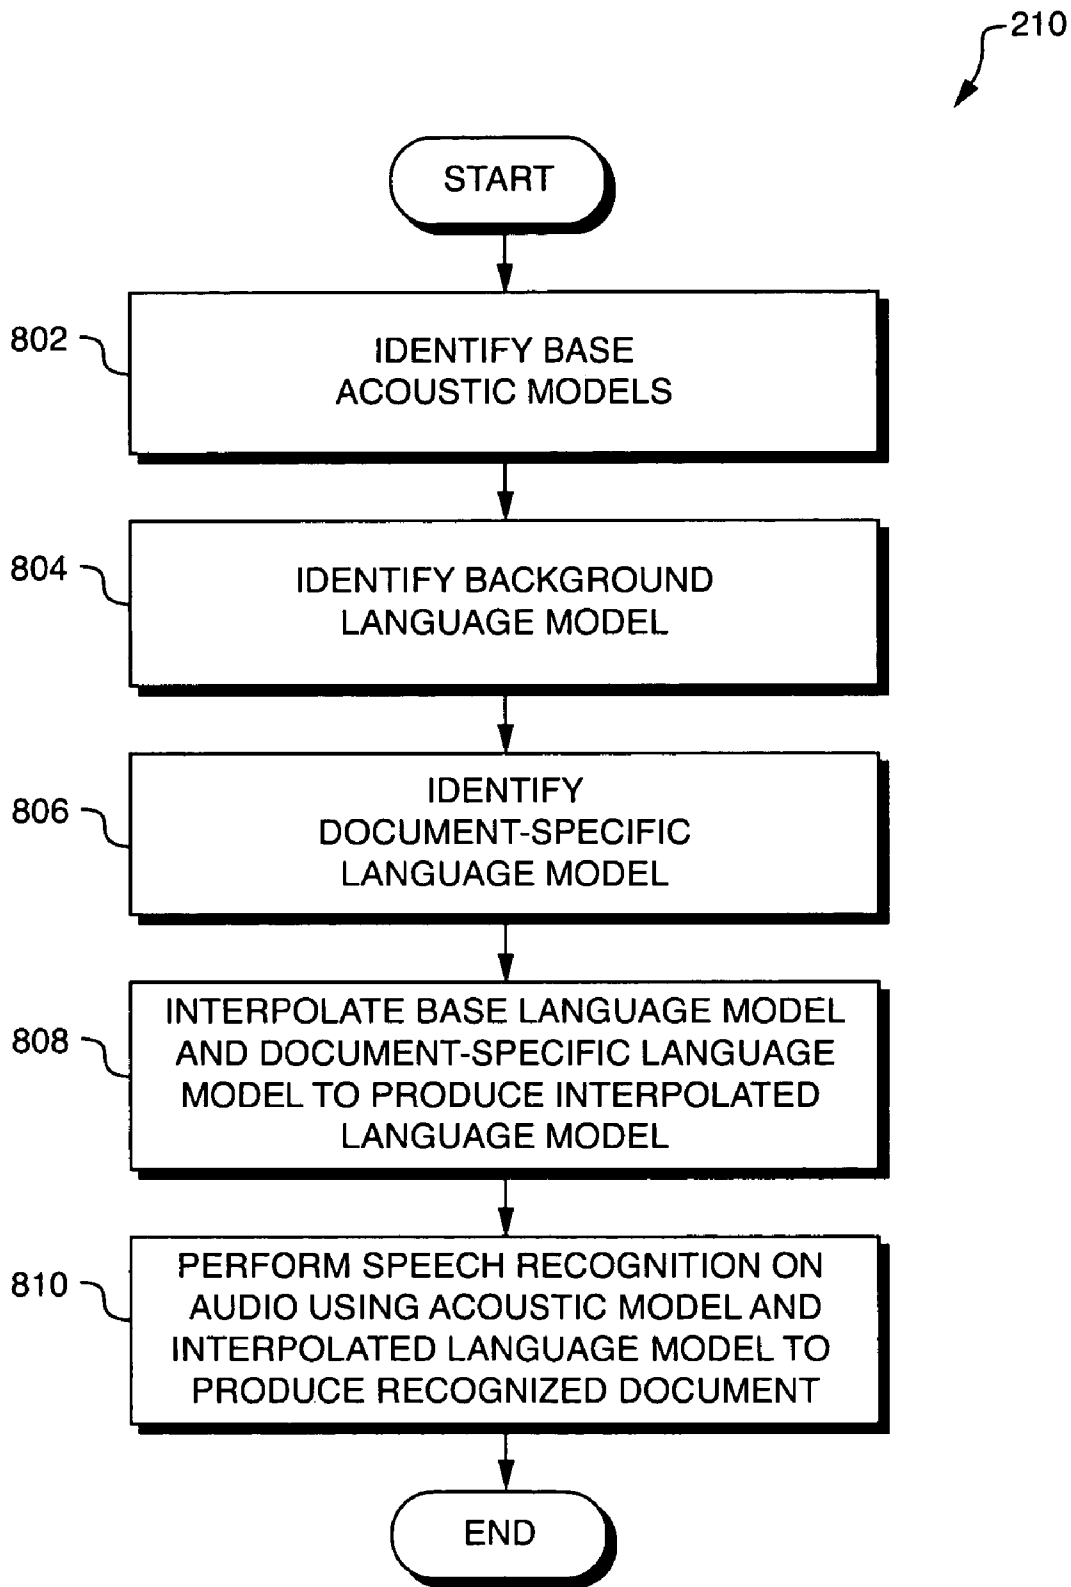 210
START
802
IDENTIFY BASE
ACOUSTIC MODELS
804
IDENTIFY BACKGROUND
LANGUAGE MODEL
806
IDENTIFY
DOCUMENT-SPECIFIC
LANGUAGE MODEL
808
INTERPOLATE BASE LANGUAGE MODEL
AND DOCUMENT-SPECIFIC LANGUAGE
MODEL TO PRODUCE INTERPOLATED
LANGUAGE MODEL
810
PERFORM SPEECH RECOGNITION ON
AUDIO USING ACOUSTIC MODEL AND
INTERPOLATED LANGUAGE MODEL TO
PRODUCE RECOGNIZED DOCUMENT
END